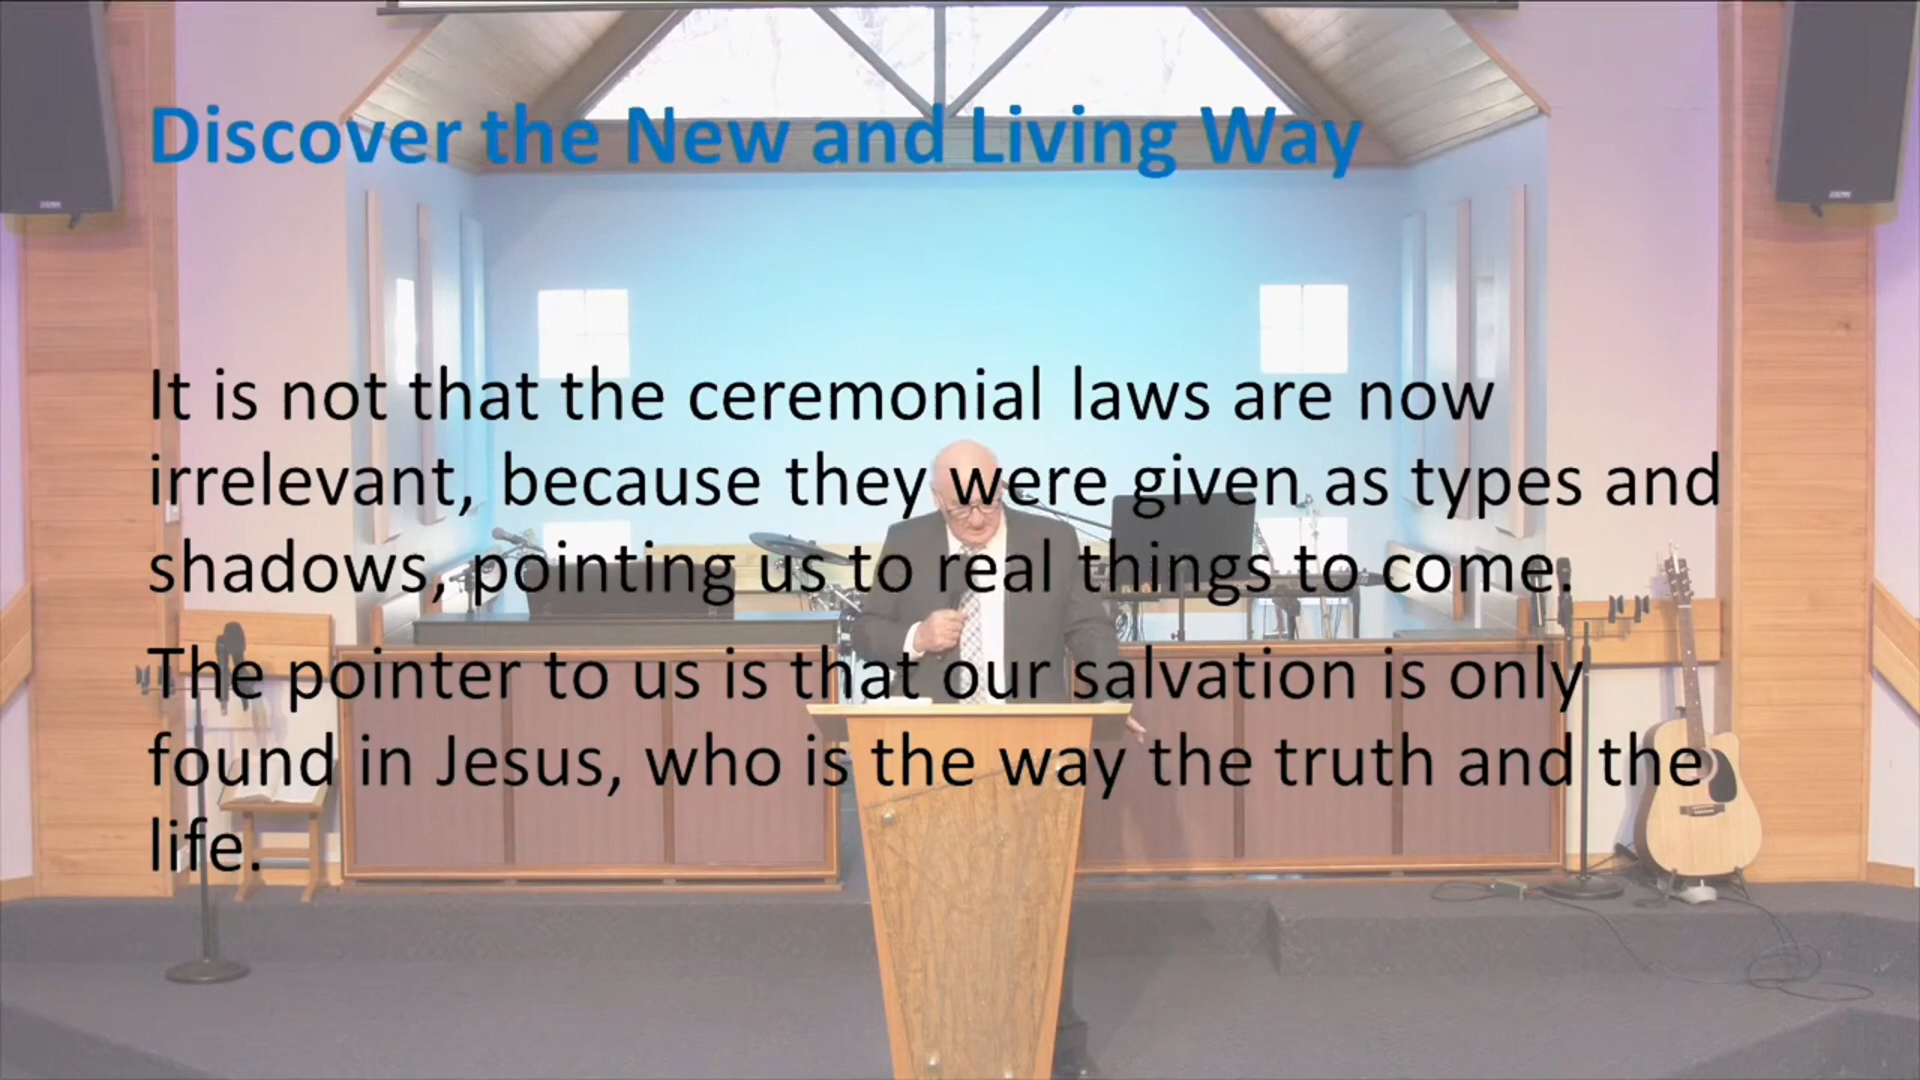 Discover the New and Living Way
It is not that the ceremonial laws are now
irrelevant, because they were given as types and
shadows, pointing us to real things to come.
The pointer to us is that our salvation is only
found in Jesus, who is the way the truth and the
life.